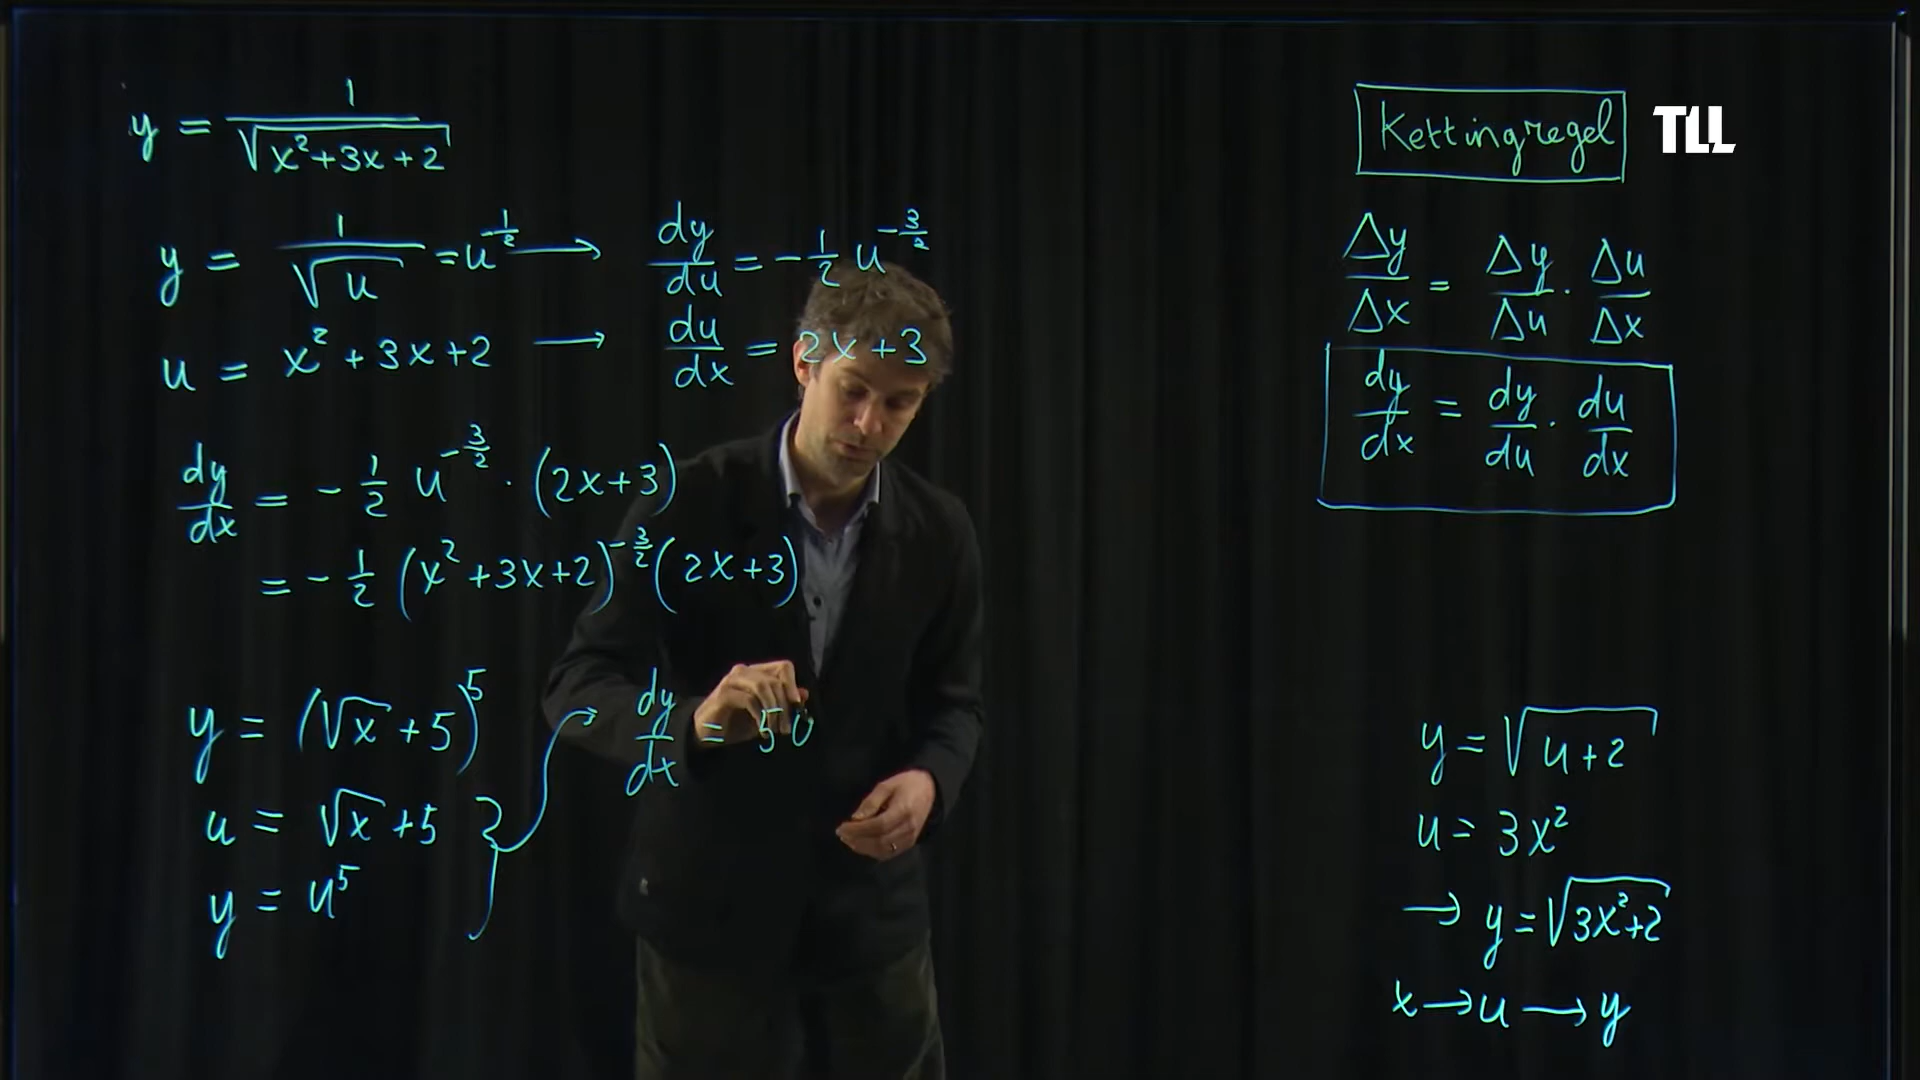 y = 1/√(x²+3x+2)
y = 1/√u = u^(-1/2) → dy/du = -1/2 u^(-3/2)
u = x²+3x+2 → du/dx = 2x+3
dy/dx = -1/2 u^(-3/2) · (2x+3)
= -1/2 (x²+3x+2)^(-3/2) (2x+3)
y = (√x+5)⁵
u = √x+5
y = u⁵
dy/dx = 5u
Kettingregel
TLL
Δy/Δx = Δy/Δu · Δu/Δx
dy/dx = dy/du · du/dx
y = √(u+2)
u = 3x²
→ y = √(3x²+2)
x → u → y